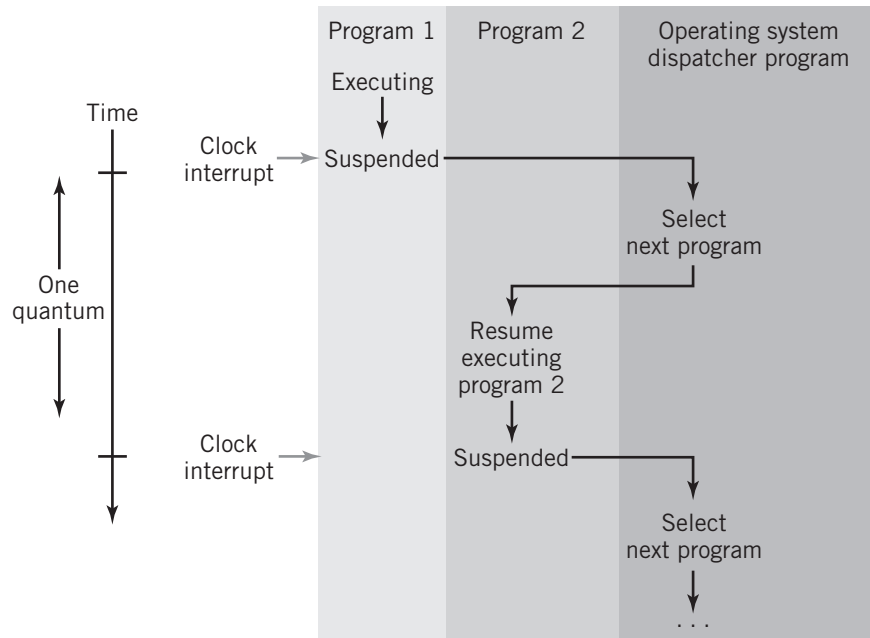 Program 1
Program 2
Operating system
dispatcher program
Executing
Time
Clock
interrupt
Suspended
Select
next program
One
quantum
Resume
executing
program 2
Clock
interrupt
Suspended
Select
next program
. . .